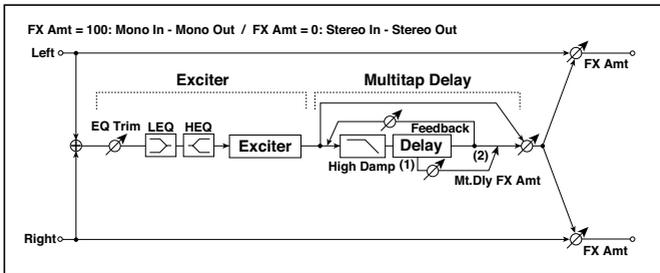 FX Amt = 100: Mono In - Mono Out / FX Amt = 0: Stereo In - Stereo Out
Left
FX Amt
Exciter
Multitap Delay
EQ Trim
LEQ
HEQ
Exciter
Feedback
High Damp
Delay
(1)
(2)
Mt.Dly FX Amt
Right
FX Amt